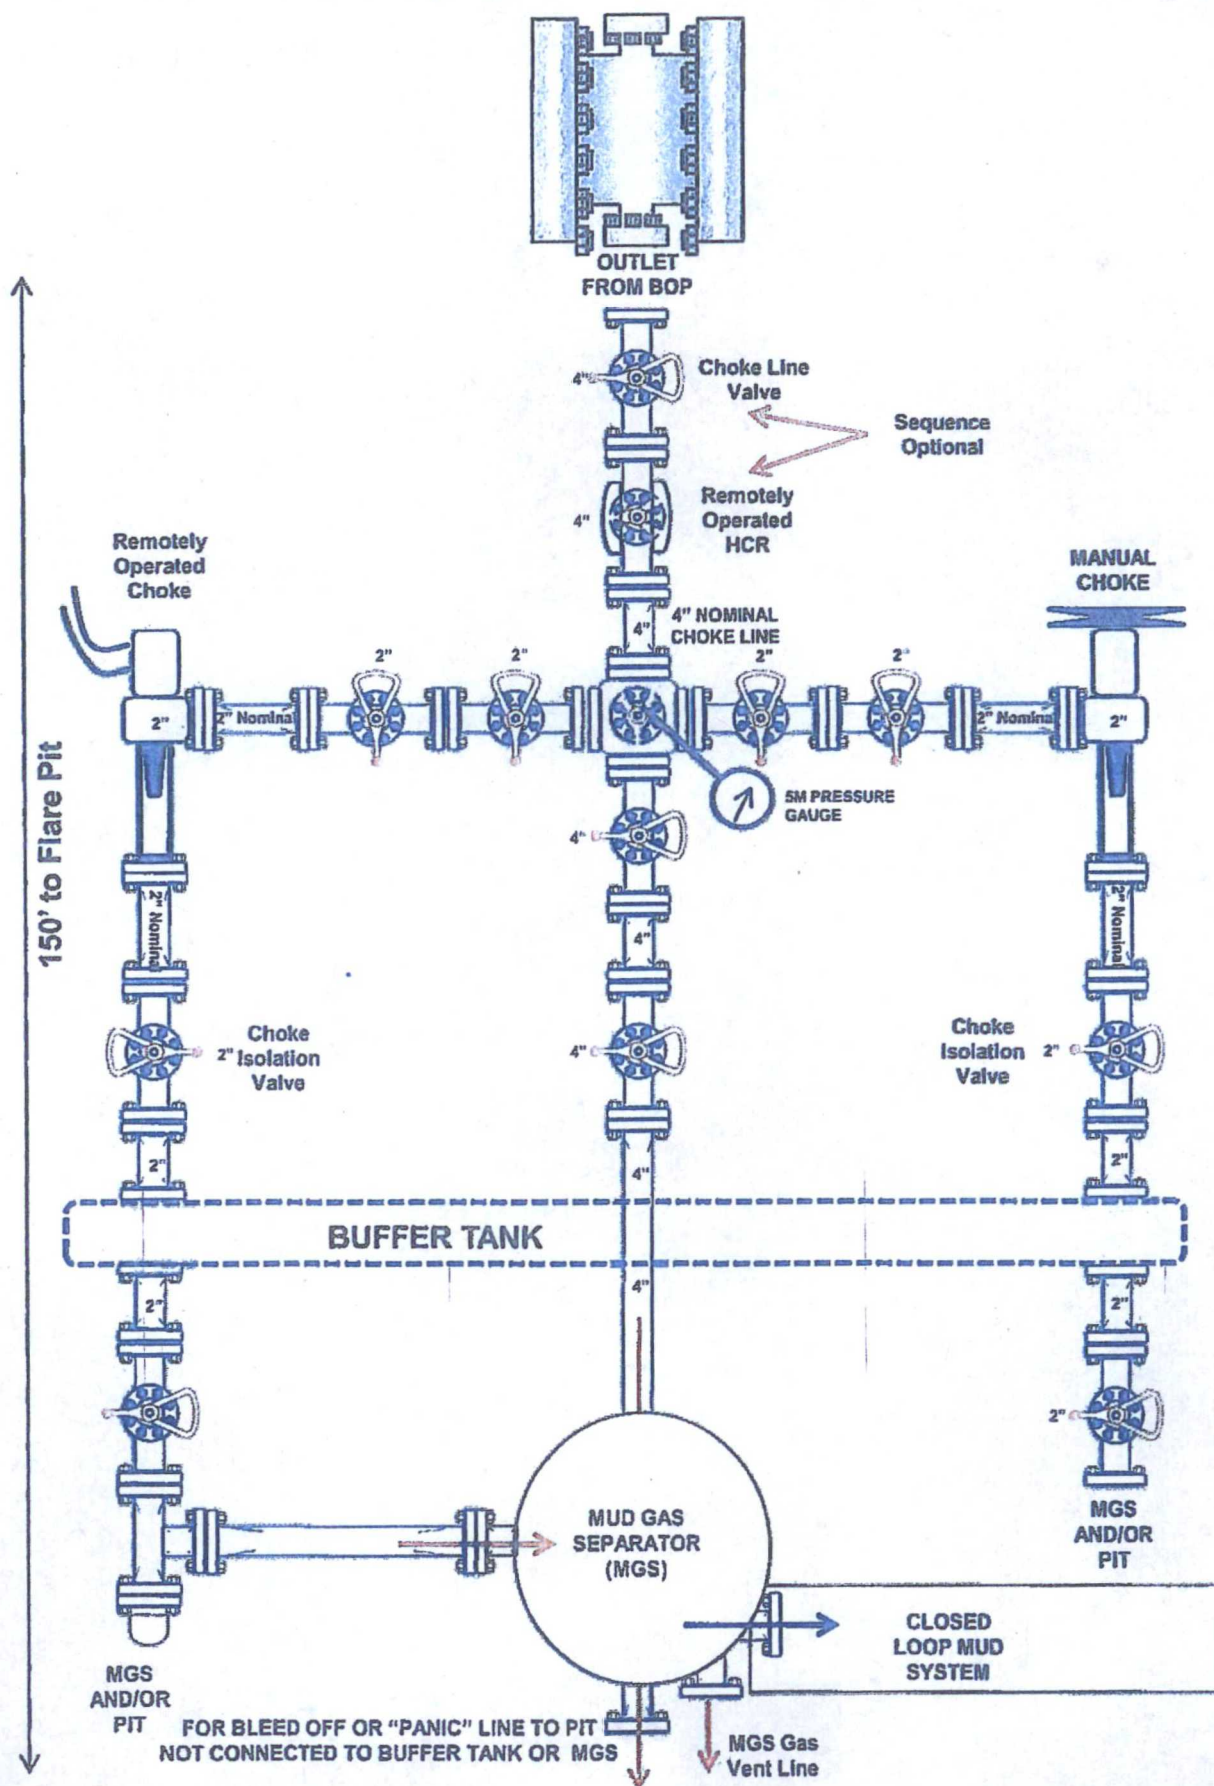 OUTLET
FROM BOP
4"
Choke Line
Valve
Sequence
Optional
4"
Remotely
Operated
HCR
Remotely
Operated
Choke
MANUAL
CHOKE
4"
4" NOMINAL
CHOKE LINE
2"
2"
2"
2"
2"
2" Nominal
2" Nominal
2"
5M PRESSURE
GAUGE
4"
150' to Flare Pit
2" Nominal
4"
2" Nominal
2"
Choke
Isolation
Valve
4"
Choke
Isolation
Valve
2"
2"
4"
2"
BUFFER TANK
2"
4"
2"
2"
MUD GAS
SEPARATOR
(MGS)
MGS
AND/OR
PIT
CLOSED
LOOP MUD
SYSTEM
MGS
AND/OR
PIT
FOR BLEED OFF OR "PANIC" LINE TO PIT
NOT CONNECTED TO BUFFER TANK OR MGS
MGS Gas
Vent Line